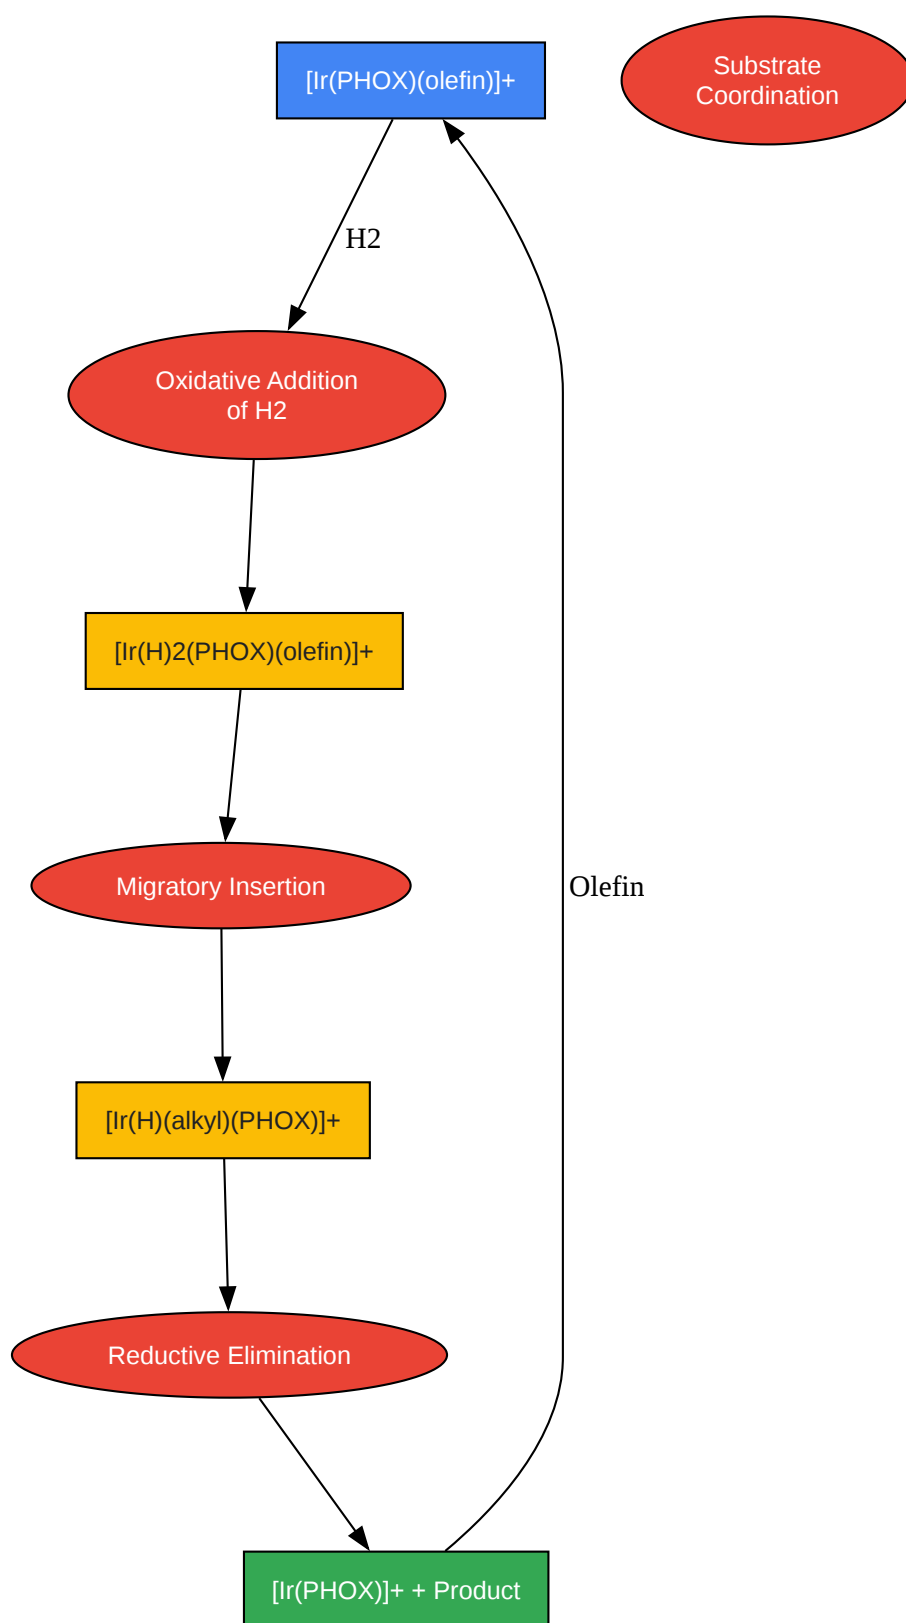 [Ir(PHOX)(olefin)]+
Substrate
Coordination
H2
Oxidative Addition
of H2
[Ir(H)2(PHOX)(olefin)]+
Migratory Insertion
Olefin
[Ir(H)(alkyl)(PHOX)]+
Reductive Elimination
[Ir(PHOX)]+ + Product